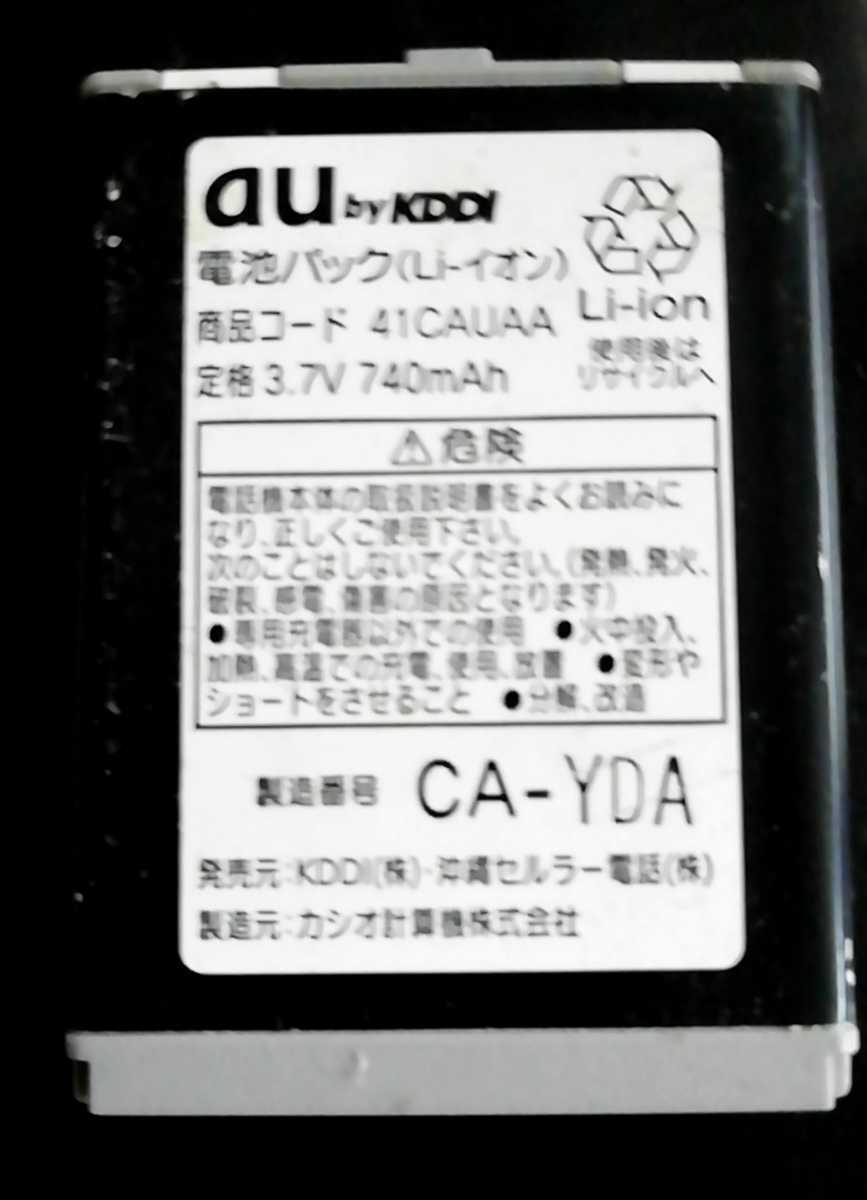 au by KDDI
電池パック(Li-イオン)
商品コード 41CAUAA
定格 3.7V 740mAh
Li-ion
使用後は
リサイクルへ
⚠危険
電話機本体の取扱説明書をよくお読みに
なり、正しくご使用下さい。
次のことはしないでください。(発熱、発火、
破裂、感電、傷害の原因となります)
●専用充電器以外での使用 ●火中投入、
加熱、高温での充電、使用、放置 ●変形や
ショートをさせること ●分解、改造
製造番号 CA-YDA
発売元:KDDI(株)・沖縄セルラー電話(株)
製造元:カシオ計算機株式会社